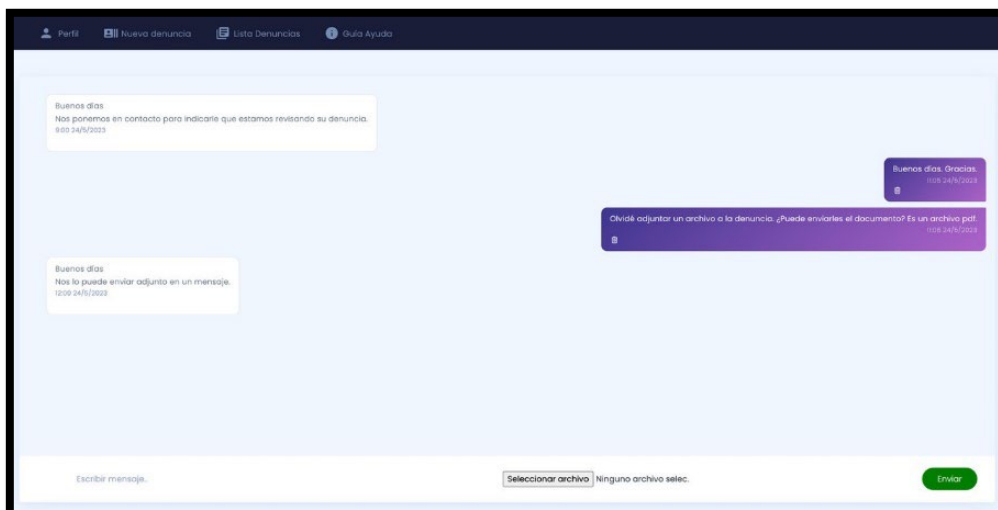 Perfil
Nueva denuncia
Lista Denuncias
Guía Ayuda
Buenos días
Nos ponemos en contacto para indicarle que estamos revisando su denuncia.
9:00 24/5/2023
Buenos días. Gracias.
11:05 24/5/2023
Olvidé adjuntar un archivo a la denuncia. ¿Puede enviarles el documento? Es un archivo pdf.
11:08 24/5/2023
Buenos días
Nos lo puede enviar adjunto en un mensaje.
12:00 24/5/2023
Escribir mensaje.
Seleccionar archivo Ninguno archivo selec.
Enviar